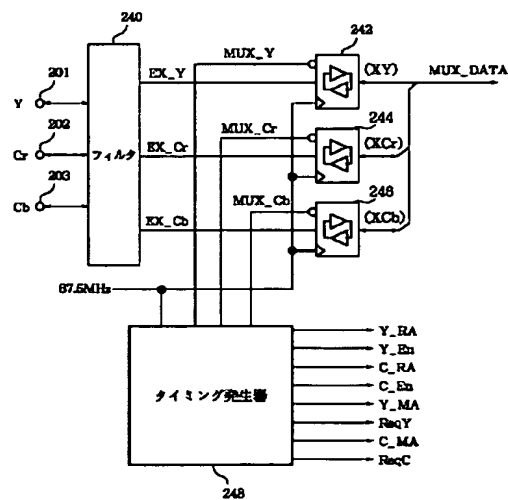 240
242
MUX_Y
201
EX_Y
(XY)
MUX_DATA
Y
202
MUX_Cr
244
Cr
フィルタ
EX_Cr
(XCr)
203
MUX_Cb
246
Cb
EX_Cb
(XCb)
67.5MHz
Y_RA
Y_En
C_RA
タイミング発生器
C_En
Y_MA
ReqY
C_MA
ReqC
248